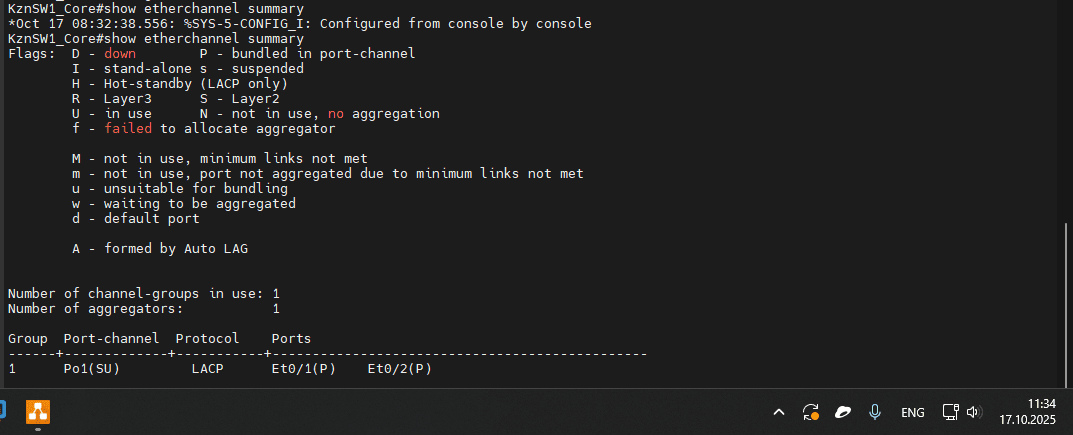 KznSW1_Core#show etherchannel summary
*Oct 17 08:32:38.556: %SYS-5-CONFIG_I: Configured from console by console
KznSW1_Core#show etherchannel summary
Flags:  D - down        P - bundled in port-channel
        I - stand-alone s - suspended
        H - Hot-standby (LACP only)
        R - Layer3      S - Layer2
        U - in use      N - not in use, no aggregation
        f - failed to allocate aggregator
        M - not in use, minimum links not met
        m - not in use, port not aggregated due to minimum links not met
        u - unsuitable for bundling
        w - waiting to be aggregated
        d - default port
        A - formed by Auto LAG
Number of channel-groups in use: 1
Number of aggregators:           1
Group  Port-channel  Protocol    Ports
------+-------------+-----------+-----------------------------------------------
1      Po1(SU)         LACP      Et0/1(P)    Et0/2(P)
ENG
11:34
17.10.2025